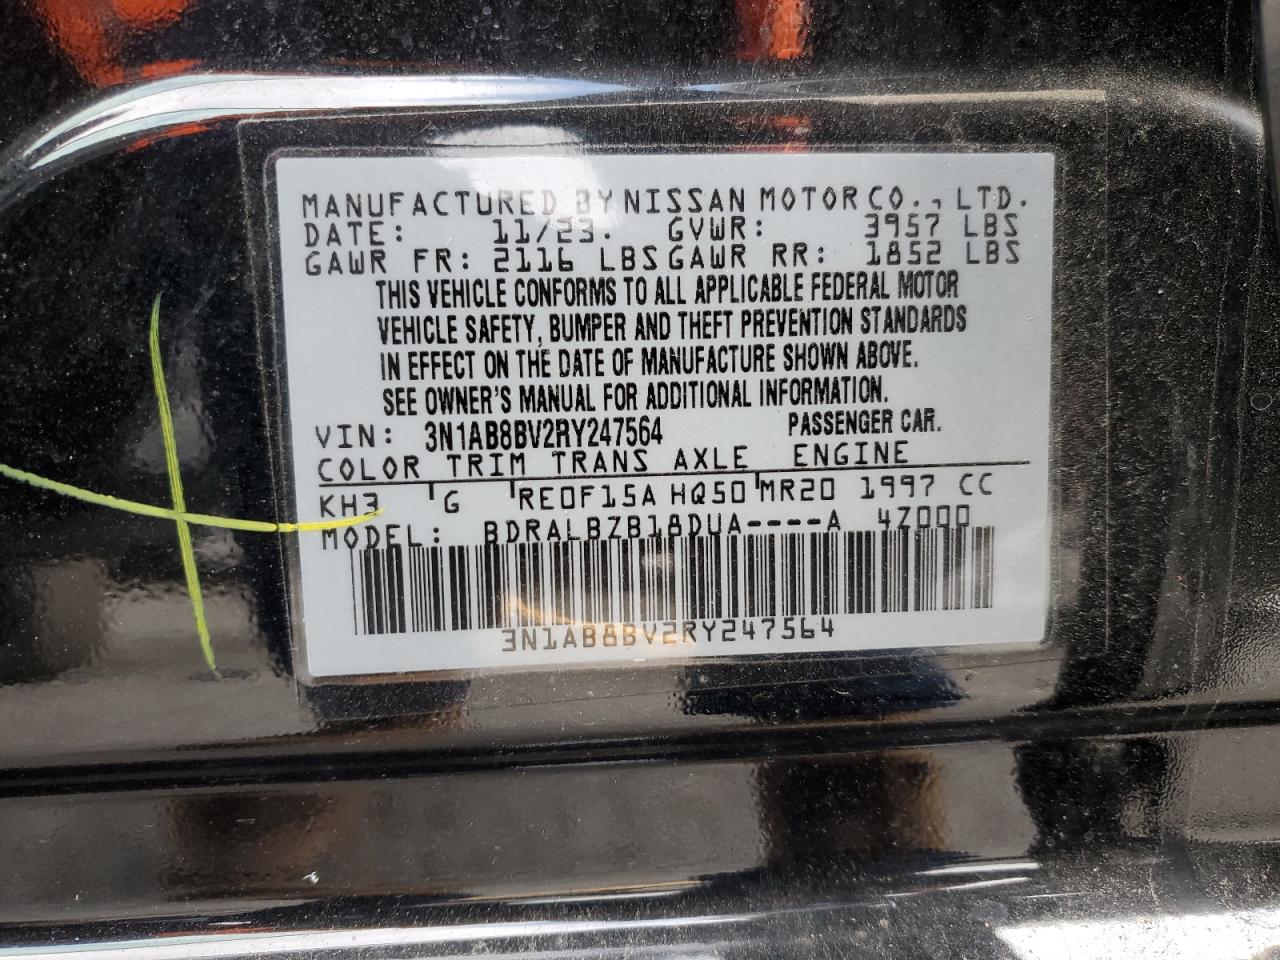 MANUFACTURED BY NISSAN MOTOR CO., LTD.
DATE: 11/23. GVWR: 3957 LBS
GAWR FR: 2116 LBS GAWR RR: 1852 LBS
THIS VEHICLE CONFORMS TO ALL APPLICABLE FEDERAL MOTOR
VEHICLE SAFETY, BUMPER AND THEFT PREVENTION STANDARDS
IN EFFECT ON THE DATE OF MANUFACTURE SHOWN ABOVE.
SEE OWNER'S MANUAL FOR ADDITIONAL INFORMATION.
VIN: 3N1AB8BV2RY247564 PASSENGER CAR.
COLOR TRIM TRANS AXLE ENGINE
KH3 G RE0F15A HQ50 MR20 1997 CC
MODEL: BDRALBZB18DUA----A 4Z000
3N1AB8BV2RY247564